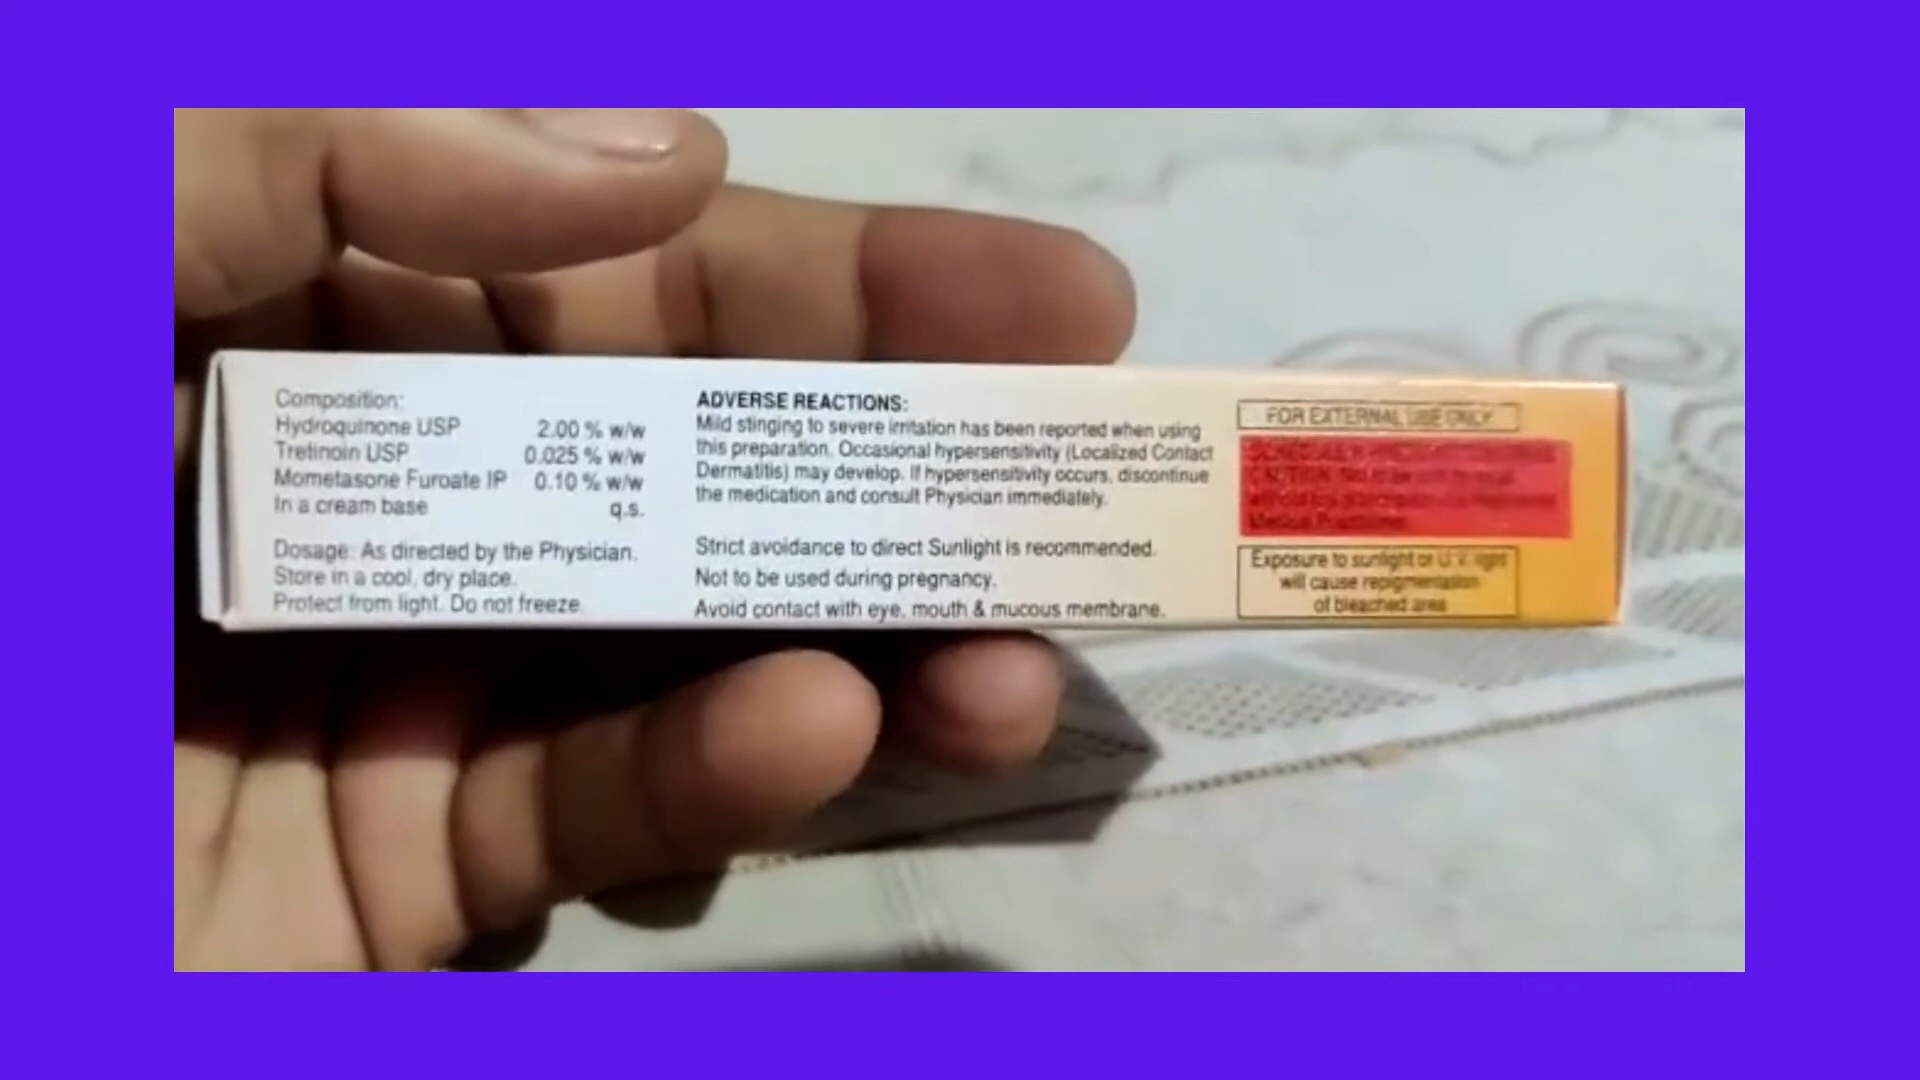 Composition:
Hydroquinone USP 2.00 % w/w
Tretinoin USP 0.025 % w/w
Mometasone Furoate IP 0.10 % w/w
In a cream base q.s.
Dosage: As directed by the Physician.
Store in a cool, dry place.
Protect from light. Do not freeze.
ADVERSE REACTIONS:
Mild stinging to severe irritation has been reported when using
this preparation. Occasional hypersensitivity (Localized Contact
Dermatitis) may develop. If hypersensitivity occurs, discontinue
the medication and consult Physician immediately.
Strict avoidance to direct Sunlight is recommended.
Not to be used during pregnancy.
Avoid contact with eye, mouth & mucous membrane.
FOR EXTERNAL USE ONLY
Medical Practitioner.
Exposure to sunlight or U.V. light
will cause repigmentation
of bleached area